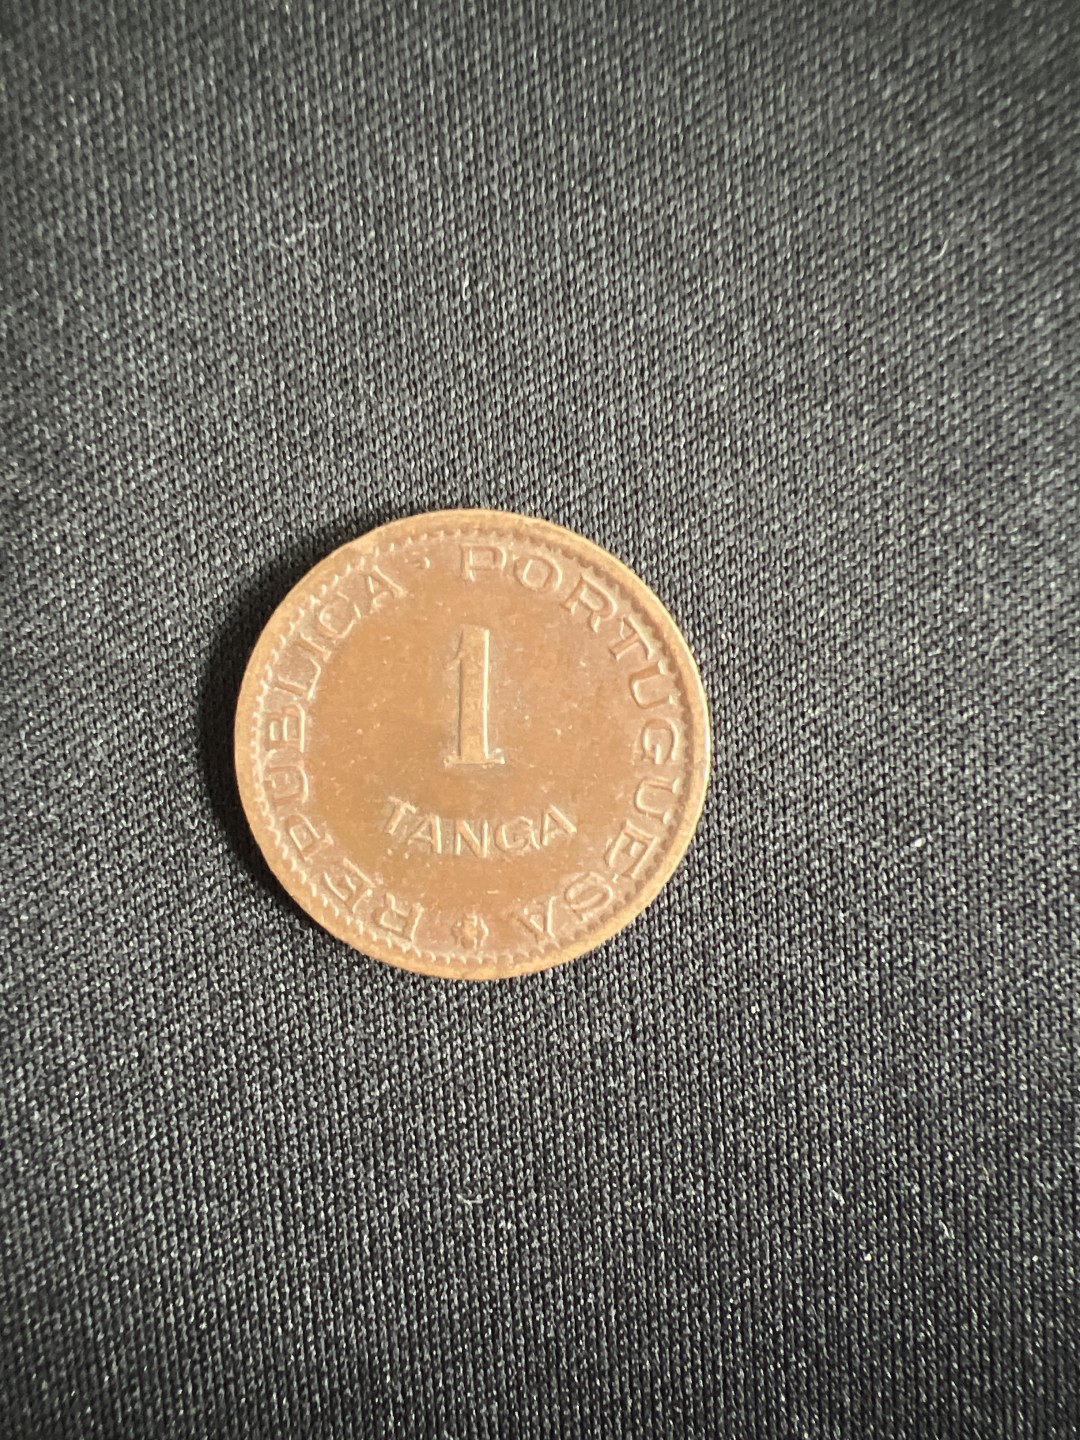 REPUBLICA · PORTUGUESA
1
TANGA